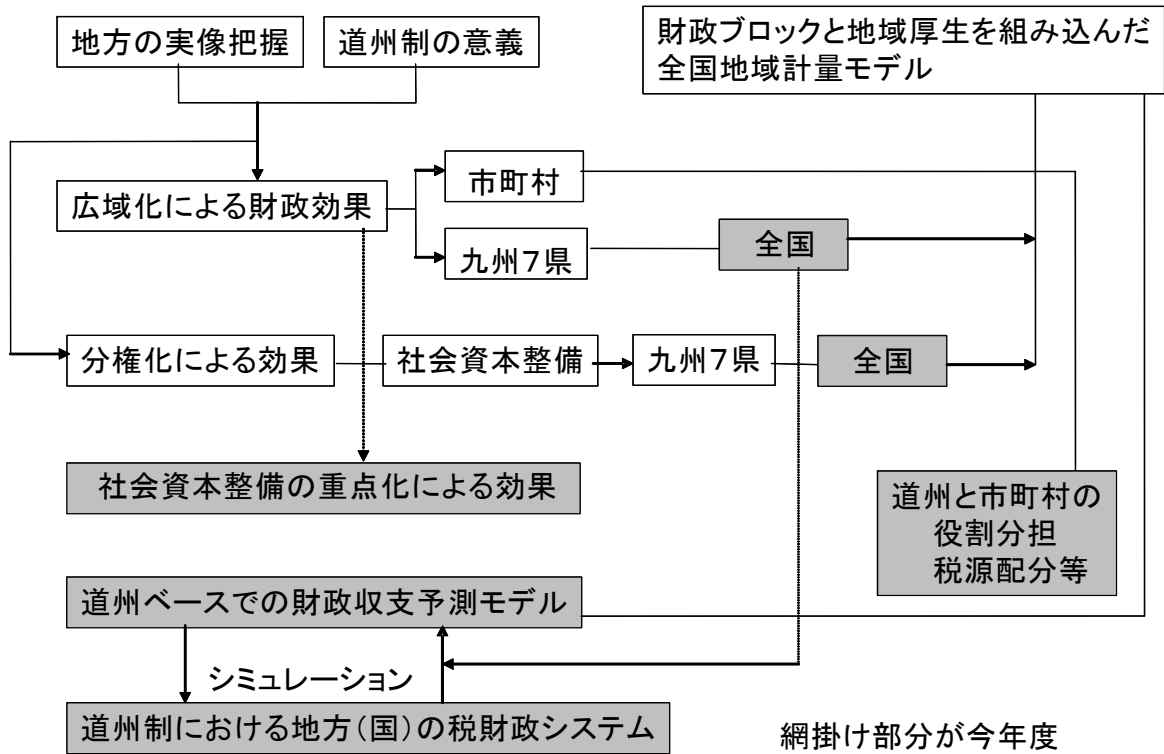 地方の実像把握
道州制の意義
財政ブロックと地域厚生を組み込んだ
全国地域計量モデル
広域化による財政効果
市町村
九州7県
全国
分権化による効果
社会資本整備
九州7県
全国
社会資本整備の重点化による効果
道州と市町村の
役割分担
税源配分等
道州ベースでの財政収支予測モデル
シミュレーション
道州制における地方(国)の税財政システム
網掛け部分が今年度